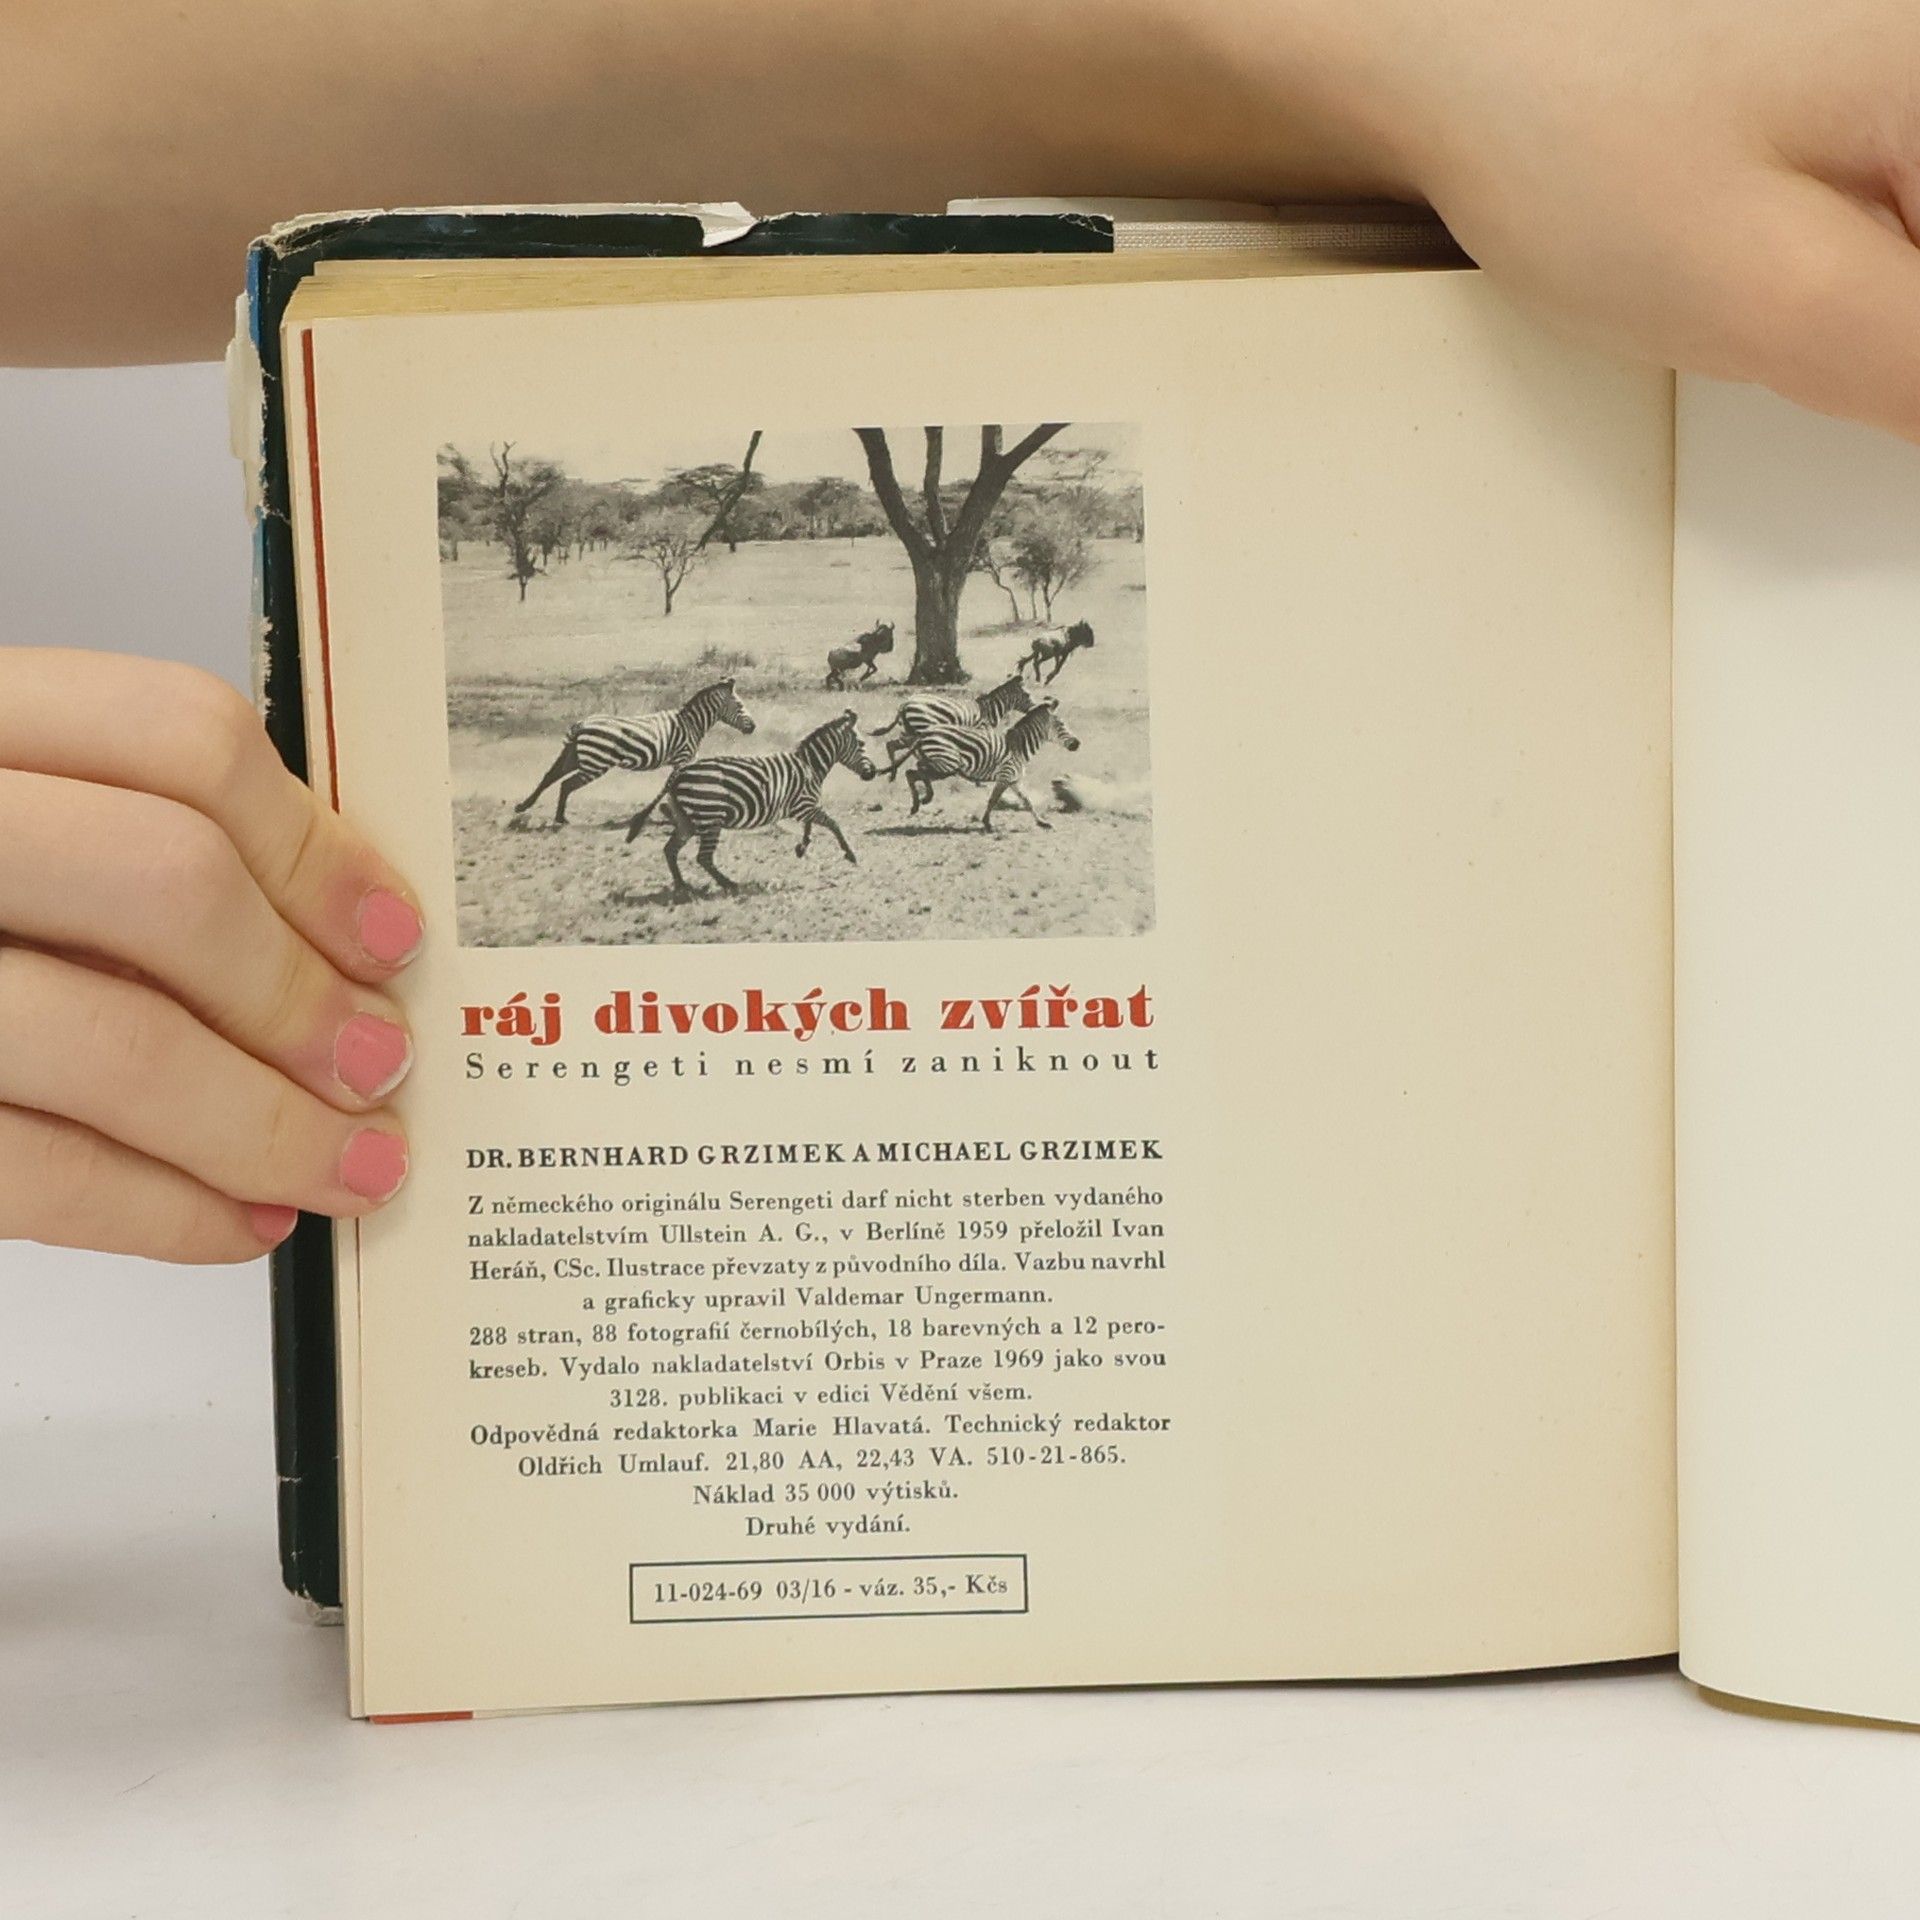 ráj divokých zvířat
Serengeti nesmí zaniknout
DR. BERNHARD GRZIMEK A MICHAEL GRZIMEK
Z německého originálu Serengeti darf nicht sterben vydaného
nakladatelstvím Ullstein A. G., v Berlíně 1959 přeložil Ivan
Heráň, CSc. Ilustrace převzaty z původního díla. Vazbu navrhl
a graficky upravil Valdemar Ungermann.
288 stran, 88 fotografií černobílých, 18 barevných a 12 pero-
kreseb. Vydalo nakladatelství Orbis v Praze 1969 jako svou
3128. publikaci v edici Vědění všem.
Odpovědná redaktorka Marie Hlavatá. Technický redaktor
Oldřich Umlauf. 21,80 AA, 22,43 VA. 510-21-865.
Náklad 35 000 výtisků.
Druhé vydání.
11-024-69 03/16 - váz. 35,- Kčs